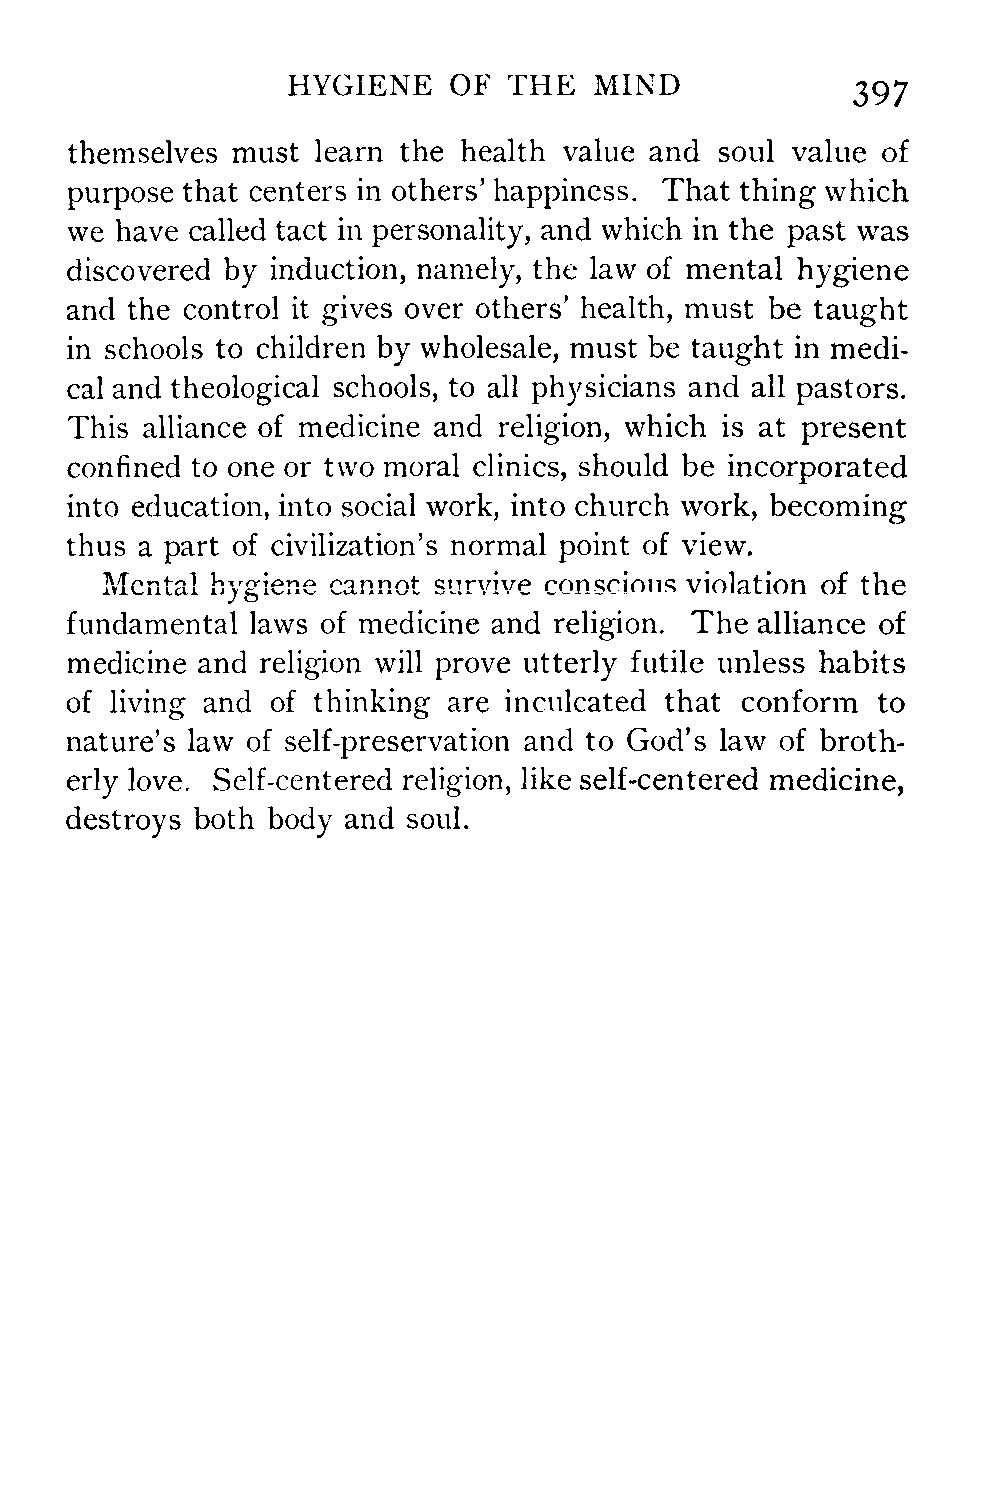 HYGIENE OF THE MIND 397
themselves must learn the health value and soul value of
purpose that centers in others' happiness. That thing which
we have called tact in personality, and which in the past was
discovered by induction, namely, the law of mental hygiene
and the control it gives over others' health, must be taught
in schools to children by wholesale, must be taught in medi-
cal and theological schools, to all physicians and all pastors.
This alliance of medicine and religion, which is at present
confined to one or two moral clinics, should be incorporated
into education, into social work, into church work, becoming
thus a part of civilization's normal point of view.
Mental hygiene cannot survive conscious violation of the
fundamental laws of medicine and religion. The alliance of
medicine and religion will prove utterly futile unless habits
of living and of thinking are inculcated that conform to
nature's law of self-preservation and to God's law of broth-
erly love. Self-centered religion, like self-centered medicine,
destroys both body and soul.